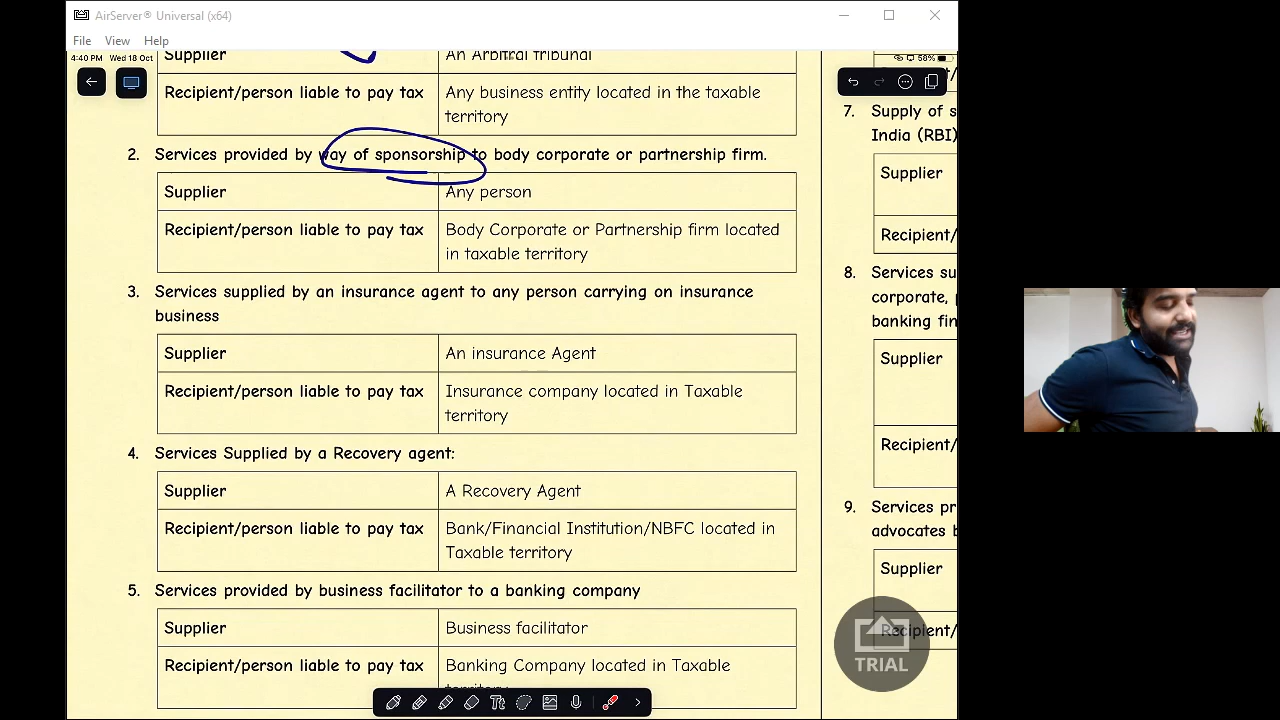 AirServer® Universal (x64)
File View Help
4:40 PM Wed 18 Oct
58%
Supplier An Arbitral tribunal
Recipient/person liable to pay tax Any business entity located in the taxable
territory
2. Services provided by way of sponsorship to body corporate or partnership firm.
Supplier Any person
Recipient/person liable to pay tax Body Corporate or Partnership firm located
in taxable territory
3. Services supplied by an insurance agent to any person carrying on insurance
business
Supplier An insurance Agent
Recipient/person liable to pay tax Insurance company located in Taxable
territory
4. Services Supplied by a Recovery agent:
Supplier A Recovery Agent
Recipient/person liable to pay tax Bank/Financial Institution/NBFC located in
Taxable territory
5. Services provided by business facilitator to a banking company
Supplier Business facilitator
Recipient/person liable to pay tax Banking Company located in Taxable
territory
7. Supply of s
India (RBI)
Supplier
Recipient/
8. Services su
corporate, p
banking fin
Supplier
Recipient/
9. Services pr
advocates b
Supplier
Recipient/
TRIAL